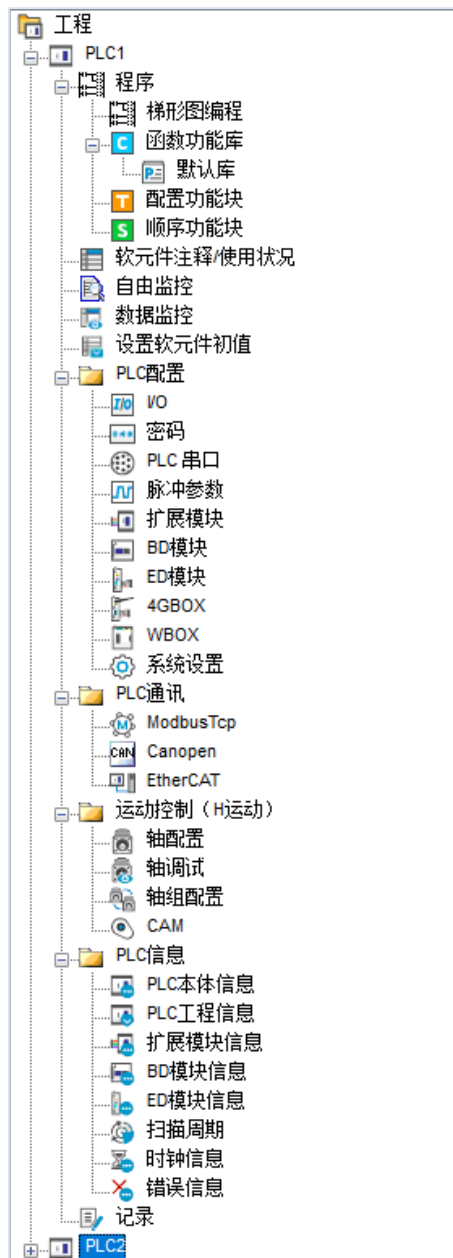 工程
PLC1
程序
梯形图编程
函数功能库
默认库
配置功能块
顺序功能块
软元件注释/使用状况
自由监控
数据监控
设置软元件初值
PLC配置
I/O
密码
PLC 串口
脉冲参数
扩展模块
BD模块
ED模块
4GBOX
WBOX
系统设置
PLC通讯
ModbusTcp
Canopen
EtherCAT
运动控制（H运动）
轴配置
轴调试
轴组配置
CAM
PLC信息
PLC本体信息
PLC工程信息
扩展模块信息
BD模块信息
ED模块信息
扫描周期
时钟信息
错误信息
记录
PLC2